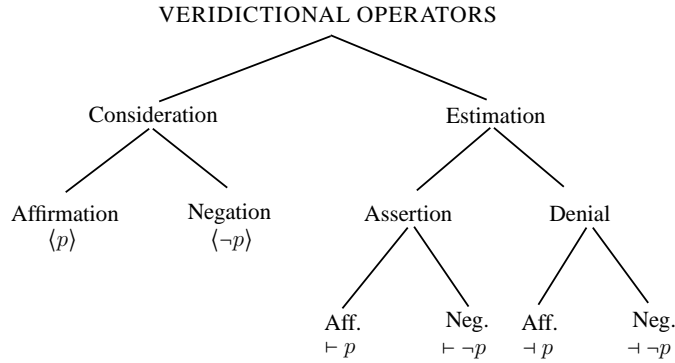 VERIDICTIONAL OPERATORS
Consideration Estimation
Affirmation Negation Assertion Denial
⟨p⟩ ⟨¬p⟩
Aff. Neg. Aff. Neg.
⊢ p ⊢ ¬p ⊣ p ⊣ ¬p